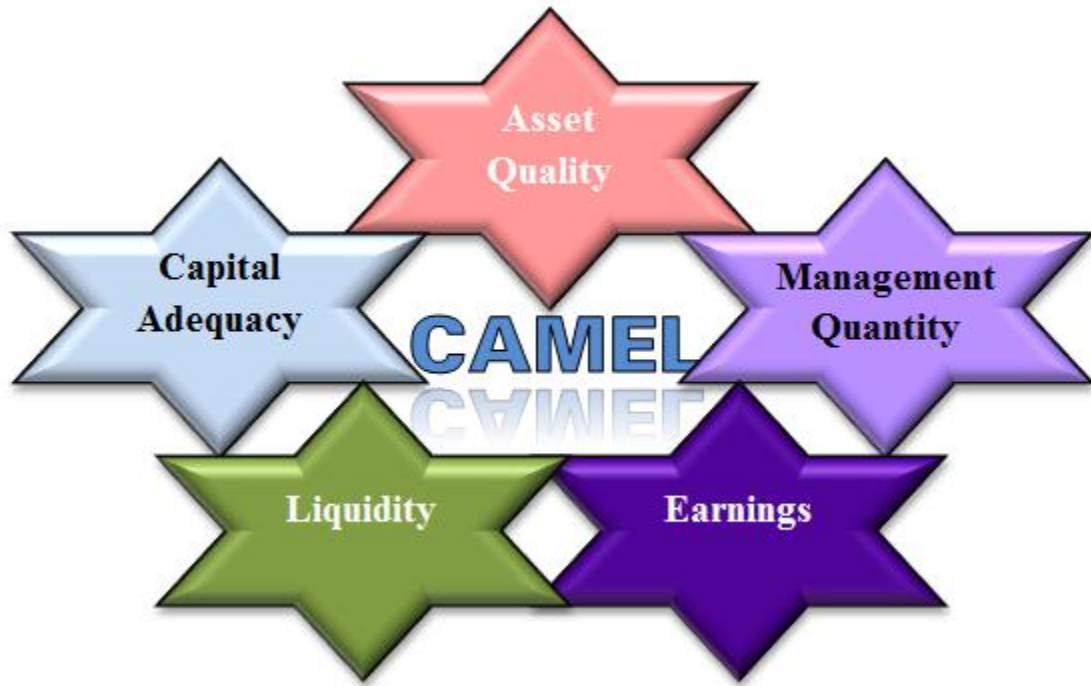 Asset
Quality
Capital
Adequacy
Management
Quantity
CAMEL
Liquidity
Earnings